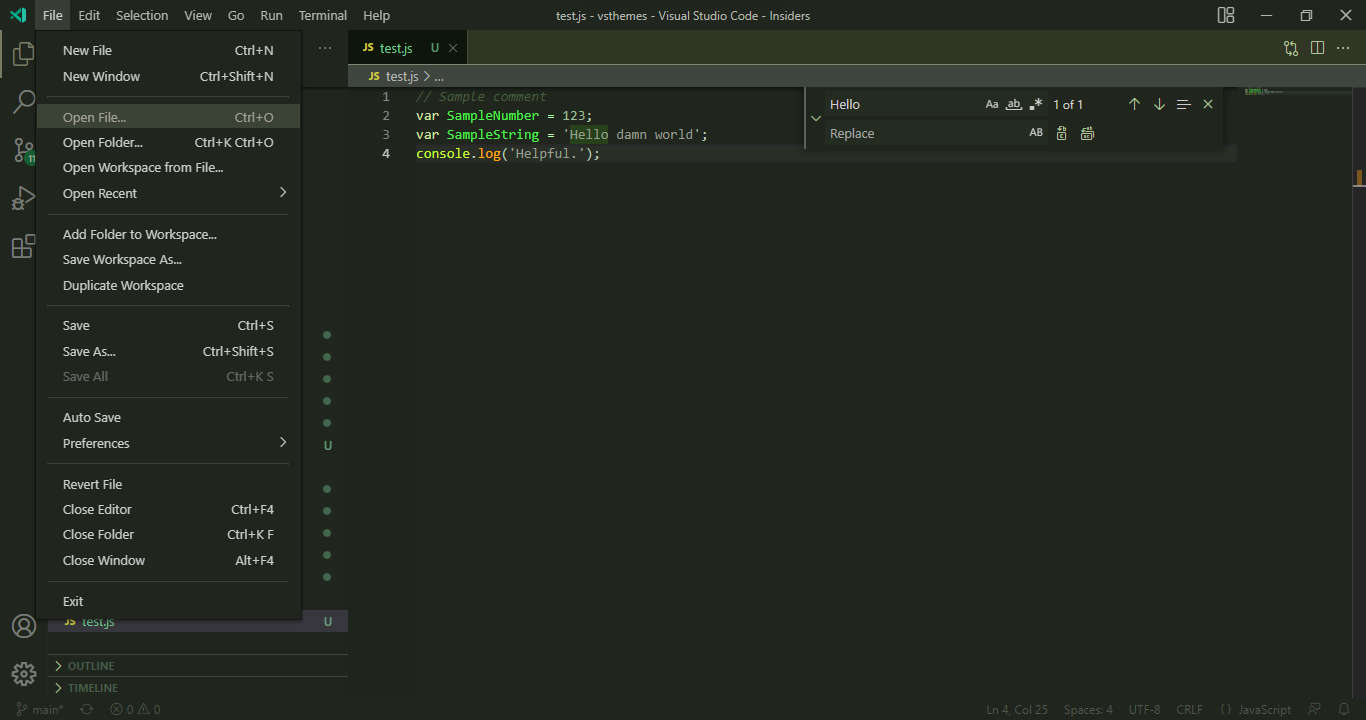 File Edit Selection View Go Run Terminal Help
test.js - vsthemes - Visual Studio Code - Insiders
New File Ctrl+N
New Window Ctrl+Shift+N
Open File... Ctrl+O
Open Folder... Ctrl+K Ctrl+O
Open Workspace from File...
Open Recent
Add Folder to Workspace...
Save Workspace As...
Duplicate Workspace
Save Ctrl+S
Save As... Ctrl+Shift+S
Save All Ctrl+K S
Auto Save
Preferences
Revert File
Close Editor Ctrl+F4
Close Folder Ctrl+K F
Close Window Alt+F4
Exit
11
U
JS test.js U
OUTLINE
TIMELINE
JS test.js U
JS test.js > ...
1 // Sample comment
2 var SampleNumber = 123;
3 var SampleString = 'Hello damn world';
4 console.log('Helpful.');
Hello Aa ab .* 1 of 1
Replace AB
main* 0 0
Ln 4, Col 25 Spaces: 4 UTF-8 CRLF {} JavaScript